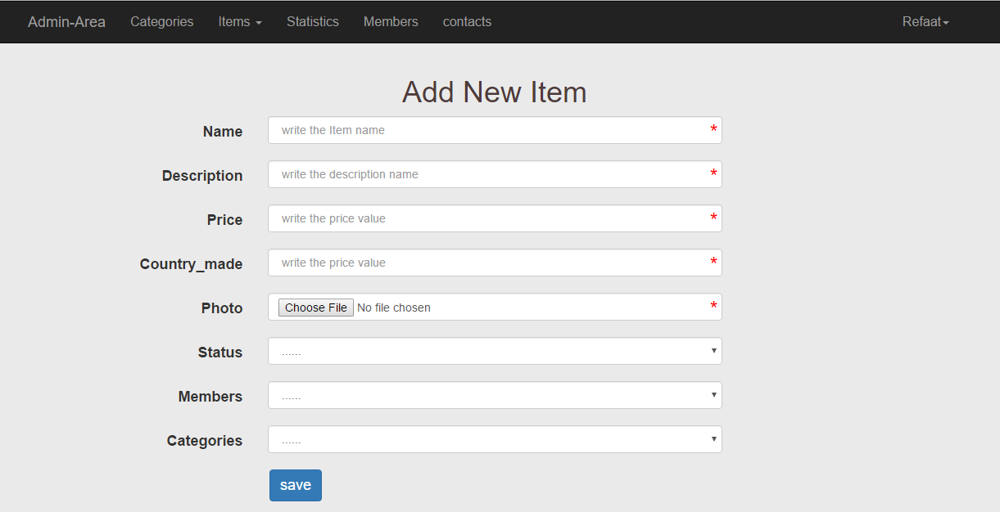 Admin-Area Categories Items Statistics Members contacts Refaat
Add New Item
Name write the Item name *
Description write the description name *
Price write the price value *
Country_made write the price value *
Photo Choose File No file chosen *
Status ......
Members ......
Categories ......
save